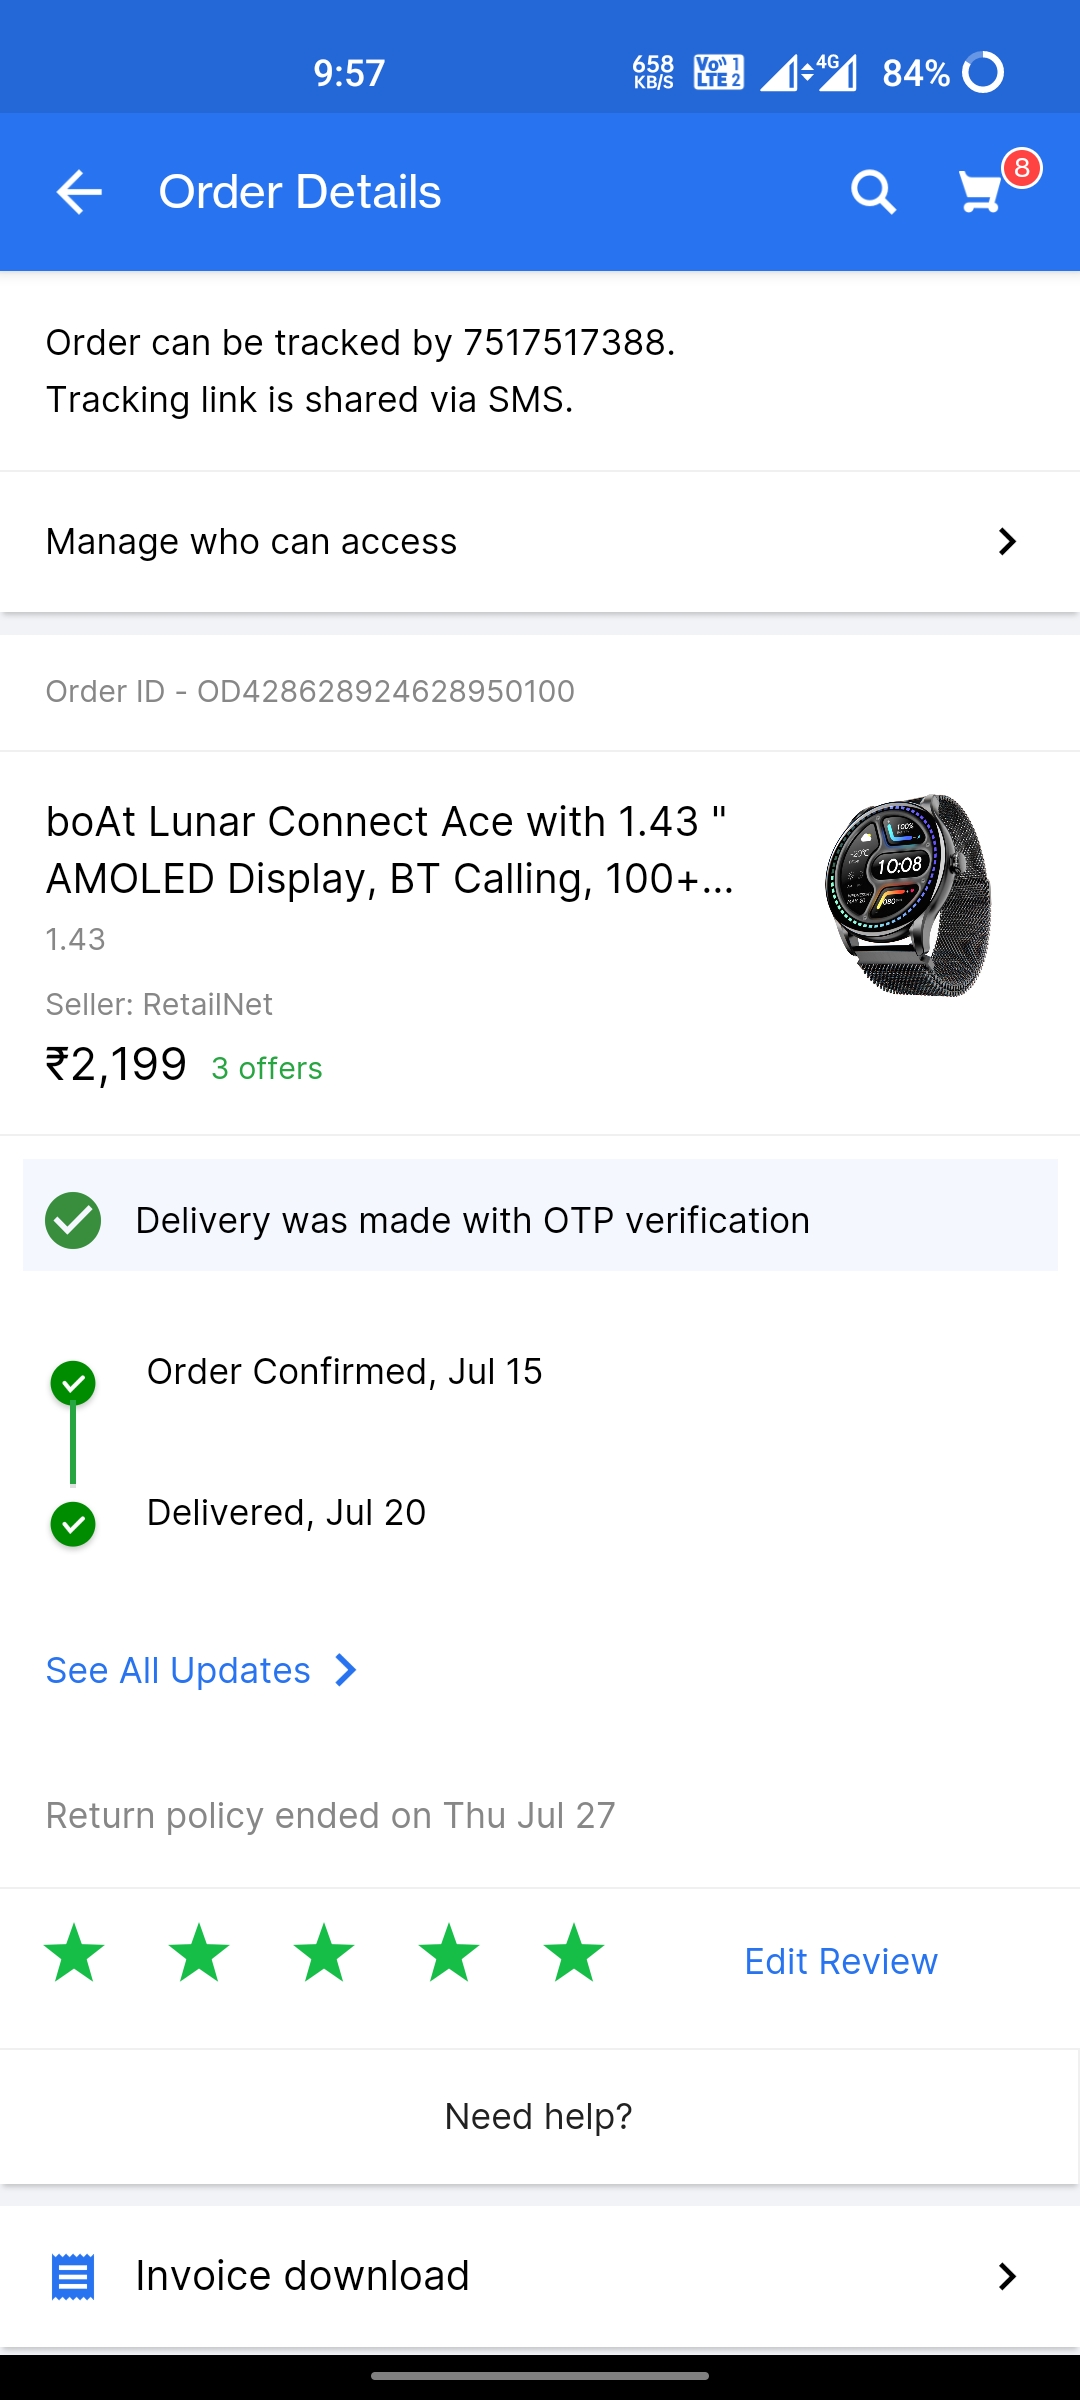 9:57
658
KB/S
Vo)) 1
LTE 2
4G
84%
Order Details
8
Order can be tracked by 7517517388.
Tracking link is shared via SMS.
Manage who can access
Order ID - OD428628924628950100
boAt Lunar Connect Ace with 1.43 "
AMOLED Display, BT Calling, 100+...
100%
10:08
1.43
Seller: RetailNet
₹2,199 3 offers
Delivery was made with OTP verification
Order Confirmed, Jul 15
Delivered, Jul 20
See All Updates
Return policy ended on Thu Jul 27
Edit Review
Need help?
Invoice download